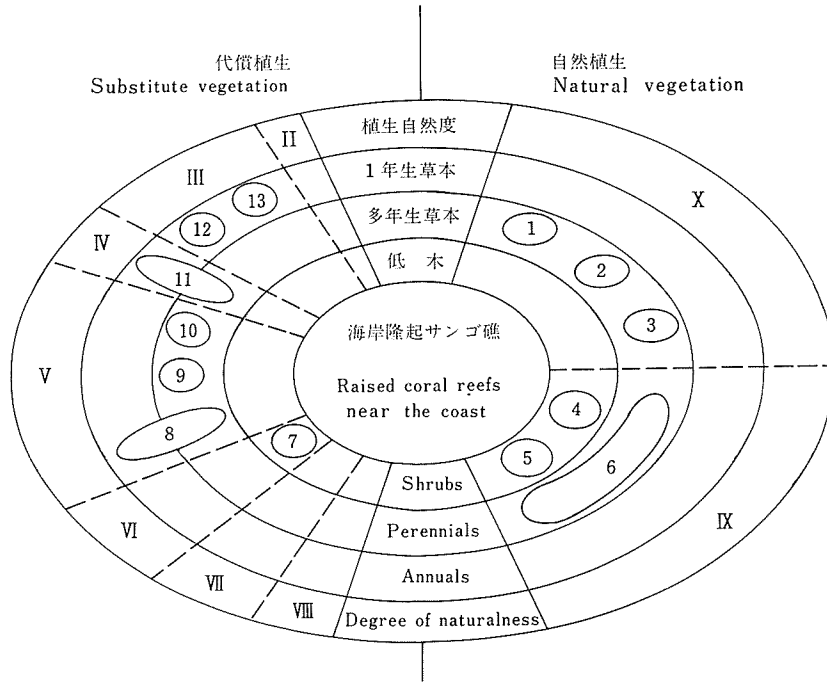 代償植生
Substitute vegetation
自然植生
Natural vegetation
II
植生自然度
III
1年生草本
X
13
多年生草本
12
1
IV
低 木
2
11
3
10
海岸隆起サンゴ礁
V
9
Raised coral reefs
near the coast
4
8
7
5
6
Shrubs
VI
Perennials
IX
VII
Annuals
VIII
Degree of naturalness